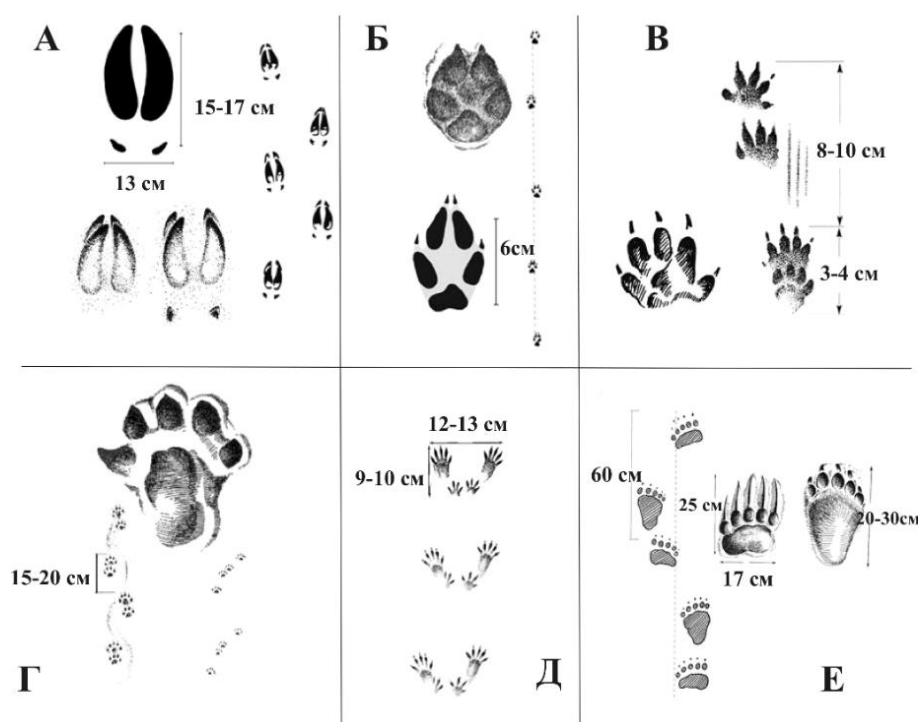 А
15-17 см
13 см
Б
6см
В
8-10 см
3-4 см
Г
15-20 см
Д
12-13 см
9-10 см
Е
60 см
25 см
17 см
20-30см